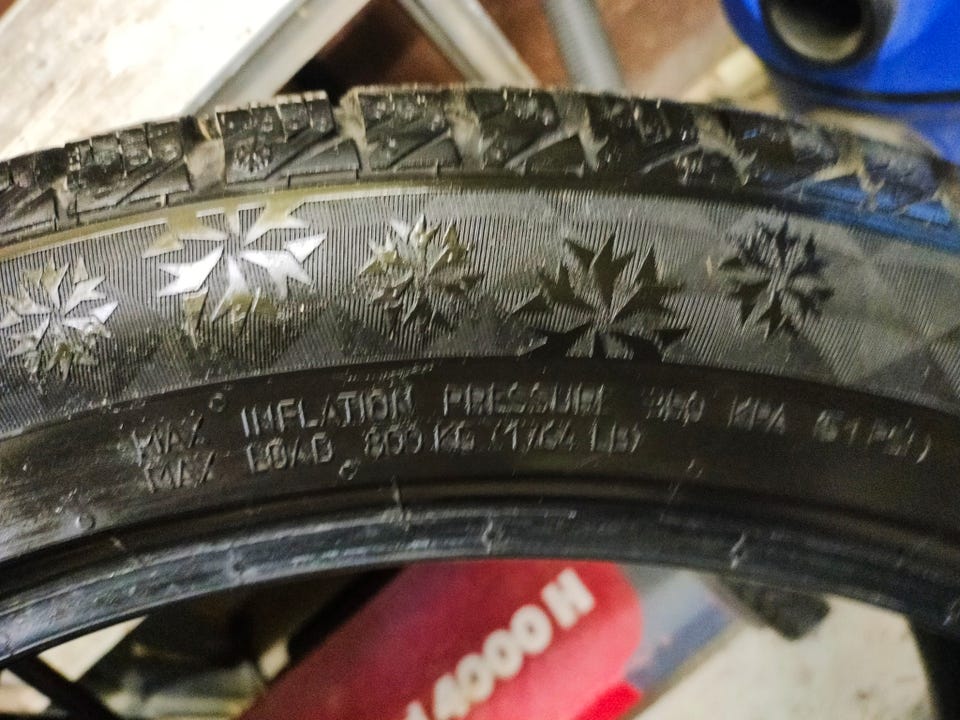 MAX INFLATION PRESSURE 350 KPA (51 PSI)
MAX LOAD 800 KG (1764 LB)
4000 H